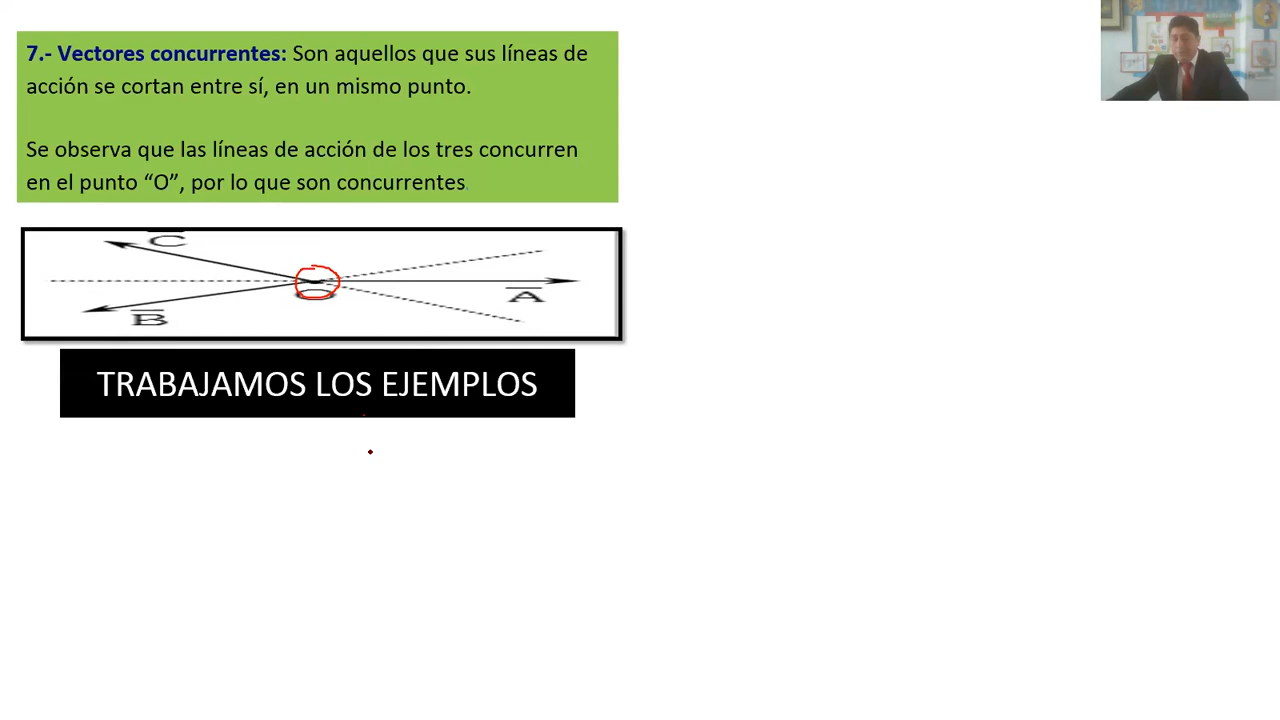 7.- Vectores concurrentes: Son aquellos que sus líneas de
acción se cortan entre sí, en un mismo punto.
Se observa que las líneas de acción de los tres concurren
en el punto “O”, por lo que son concurrentes.
C
O
A
B
TRABAJAMOS LOS EJEMPLOS